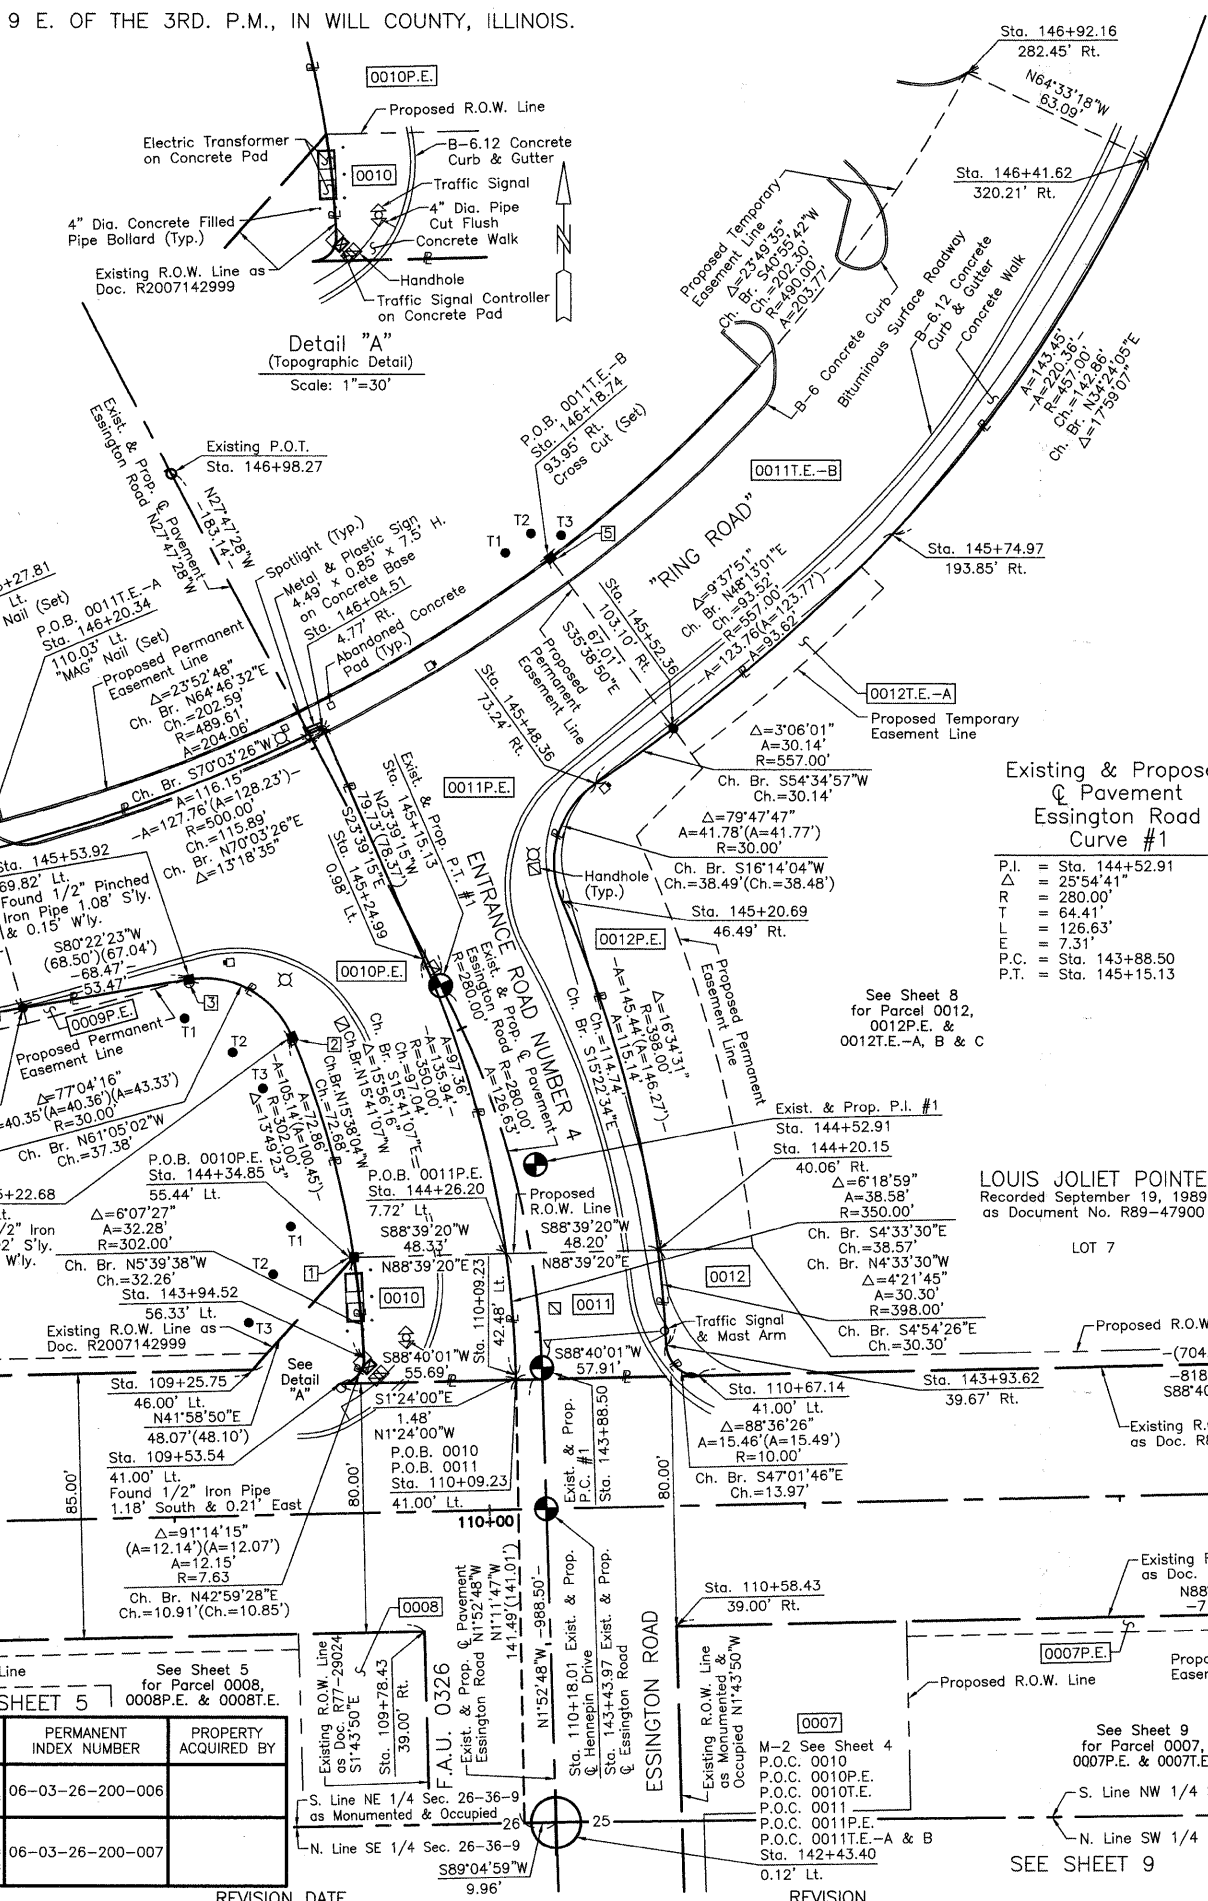 9 E. OF THE 3RD. P.M., IN WILL COUNTY, ILLINOIS.
0010P.E.
Proposed R.O.W. Line
Electric Transformer
on Concrete Pad
B-6.12 Concrete
Curb & Gutter
0010
Traffic Signal
4" Dia. Pipe
Cut Flush
4" Dia. Concrete Filled
Pipe Bollard (Typ.)
Concrete Walk
Existing R.O.W. Line as
Doc. R2007142999
Handhole
Traffic Signal Controller
on Concrete Pad
N
Detail "A"
(Topographic Detail)
Scale: 1"=30'
Sta. 146+92.16
282.45' Rt.
N64°33'18"W
63.09'
Sta. 146+41.62
320.21' Rt.
Proposed Temporary
Easement Line
Δ=23°49'35"
Ch. Br. S40°55'42"W
Ch.=202.30'
R=490.00'
A=203.77'
B-6 Concrete Curb
Bituminous Surface Roadway
B-6.12 Concrete
Curb & Gutter
Concrete Walk
A=143.45'
-A=220.36'-
R=457.00'
Ch.=142.86'
Ch. Br. N34°24'05"E
Δ=17°59'07"
Exist. & Prop. ℄ Pavement
Essington Road N27°47'28"W
Existing P.O.T.
Sta. 146+98.27
N27°47'28"W
-183.14'-
P.O.B. 0011T.E.-B
Sta. 146+18.74
93.95' Rt.
Cross Cut (Set)
0011T.E.-B
T1
T2
T3
5
"RING ROAD"
Sta. 145+74.97
193.85' Rt.
Spotlight (Typ.)
Metal & Plastic Sign
4.49' x 0.85' x 7.5' H.
on Concrete Base
Sta. 146+04.51
4.77' Rt.
Abandoned Concrete
Pad (Typ.)
+27.81
Lt.
Nail (Set)
P.O.B. 0011T.E.-A
Sta. 146+20.34
110.03' Lt.
"MAG" Nail (Set)
Proposed Permanent
Easement Line
Δ=23°52'48"
Ch. Br. N64°46'32"E
Ch.=202.59'
R=489.61'
A=204.06'
Ch. Br. S70°03'26"W
A=116.15'
-A=127.76'(A=128.23')-
R=500.00'
Ch=115.89'
Ch. Br. N70°03'26"E
Δ=13°18'35"
Sta. 145+52.36
103.10' Rt.
67.01'
S35°38'50"E
Proposed
Permanent
Easement Line
Δ=9°37'51"
Ch. Br. N48°13'01"E
Ch.=93.52'
R=557.00'
A=123.76(A=123.77')
A=93.62'
0012T.E.-A
Proposed Temporary
Easement Line
Sta. 145+48.36
73.24' Rt.
Δ=3°06'01"
A=30.14'
R=557.00'
Ch. Br. S54°34'57"W
Ch.=30.14'
Δ=79°47'47"
A=41.78'(A=41.77')
R=30.00'
Ch. Br. S16°14'04"W
Ch.=38.49'(Ch.=38.48')
Handhole
(Typ.)
Sta. 145+20.69
46.49' Rt.
0012P.E.
Existing & Propose
℄ Pavement
Essington Road
Curve #1
P.I. = Sta. 144+52.91
Δ = 25°54'41"
R = 280.00'
T = 64.41'
L = 126.63'
E = 7.31'
P.C. = Sta. 143+88.50
P.T. = Sta. 145+15.13
See Sheet 8
for Parcel 0012,
0012P.E. &
0012T.E.-A, B & C
Exist. & Prop. P.T. #1
Sta. 145+15.13
N23°39'15"W
79.73'(78.37')
S23°39'15"E
Sta. 145+24.99
0.98' Lt.
0011P.E.
ENTRANCE ROAD NUMBER 4
0010P.E.
Sta. 145+53.92
69.82' Lt.
Found 1/2" Pinched
Iron Pipe 1.08' S'ly.
& 0.15' W'ly.
S80°22'23"W
(68.50')(67.04')
-68.47'-
53.47'
0009P.E.
3
T1
T2
T3
2
Proposed Permanent
Easement Line
Δ=77°04'16"
=40.35'(A=40.36')(A=43.33')
R=30.00'
Ch. Br. N61°05'02"W
Ch.=37.38'
Ch.Br. N15°38'04"W
Ch.=72.68'
A=72.86'
-A=105.14'(A=100.45')-
R=302.00'
Δ=13°49'23"
Ch.Br.N15°41'07"W
Δ=15°56'16"
Ch. Br. S15°41'07"E
Ch=97.04'
R=350.00'
-A=135.94'-
A=97.36'
Exist. & Prop. ℄ Pavement
Essington Road R=280.00'
R=280.00'
A=126.63'
Ch. Br. S15°22'34"E
Ch.=114.74'
A=115.14'
-A=145.44'(A=146.27')-
R=398.00'
Δ=16°34'31"
Proposed Permanent
Easement Line
Exist. & Prop. P.I. #1
Sta. 144+52.91
Sta. 144+20.15
40.06' Rt.
Δ=6°18'59"
A=38.58'
R=350.00'
Ch. Br. S4°33'30"E
Ch.=38.57'
Ch. Br. N4°33'30"W
Δ=4°21'45"
A=30.30'
R=398.00'
Ch. Br. S4°54'26"E
Ch.=30.30'
LOUIS JOLIET POINTE
Recorded September 19, 1989
as Document No. R89-47900
LOT 7
P.O.B. 0010P.E.
Sta. 144+34.85
55.44' Lt.
P.O.B. 0011P.E.
Sta. 144+26.20
7.72' Lt.
+22.68
Lt.
/2" Iron
2' S'ly.
W'ly.
Δ=6°07'27"
A=32.28'
R=302.00'
Ch. Br. N5°39'38"W
Ch.=32.26'
Sta. 143+94.52
56.33' Lt.
Existing R.O.W. Line as
Doc. R2007142999
T1
T2
T3
1
S88°39'20"W
48.33'
N88°39'20"E
Proposed
R.O.W. Line
S88°39'20"W
48.20'
N88°39'20"E
0010
0011
0012
Sta. 110+09.23
42.48' Lt.
Traffic Signal
& Mast Arm
S88°40'01"W
55.69'
S88°40'01"W
57.91'
Proposed R.O.W
-(704.
-818
S88°40
See
Detail
"A"
Sta. 109+25.75
46.00' Lt.
N41°58'50"E
48.07'(48.10')
Sta. 109+53.54
41.00' Lt.
Found 1/2" Iron Pipe
1.18' South & 0.21' East
S1°24'00"E
1.48'
N1°24'00"W
P.O.B. 0010
P.O.B. 0011
Sta. 110+09.23
41.00' Lt.
Exist. & Prop.
P.C. #1
Sta. 143+88.50
Sta. 110+67.14
41.00' Lt.
Δ=88°36'26"
A=15.46'(A=15.49')
R=10.00'
Ch. Br. S47°01'46"E
Ch.=13.97'
Sta. 143+93.62
39.67' Rt.
Existing R.O
as Doc. R8
85.00'
80.00'
80.00'
110+00
Δ=91°14'15"
(A=12.14')(A=12.07')
A=12.15'
R=7.63
Ch. Br. N42°59'28"E
Ch.=10.91'(Ch.=10.85')
0008
Sta. 110+58.43
39.00' Rt.
Existing R
as Doc.
N88°
-7
Line
SHEET 5
See Sheet 5
for Parcel 0008,
0008P.E. & 0008T.E.
Existing R.O.W. Line
as Doc. R77-29024
S1°43'50"E
Sta. 109+78.43
39.00' Rt.
F.A.U. 0326
Exist. & Prop. ℄ Pavement
Essington Road N1°52'48"W
N1°11'47"W
141.49'(141.01')
N1°52'48"W -988.50'-
Sta. 110+18.01 Exist. & Prop.
℄ Hennepin Drive
Sta. 143+43.97 Exist. & Prop.
℄ Essington Road
ESSINGTON ROAD
Existing R.O.W. Line
as Monumented &
Occupied N1°43'50"W
0007
M-2 See Sheet 4
P.O.C. 0010
P.O.C. 0010P.E.
P.O.C. 0010T.E.
P.O.C. 0011
P.O.C. 0011P.E.
P.O.C. 0011T.E.-A & B
Sta. 142+43.40
0.12' Lt.
0007P.E.
Proposed R.O.W. Line
Propo
Easer
See Sheet 9
for Parcel 0007,
0007P.E. & 0007T.E
S. Line NW 1/4
N. Line SW 1/4
SEE SHEET 9
PERMANENT INDEX NUMBER
PROPERTY ACQUIRED BY
06-03-26-200-006
06-03-26-200-007
S. Line NE 1/4 Sec. 26-36-9
as Monumented & Occupied
N. Line SE 1/4 Sec. 26-36-9
26
25
S89°04'59"W
9.96'
REVISION DATE
REVISION